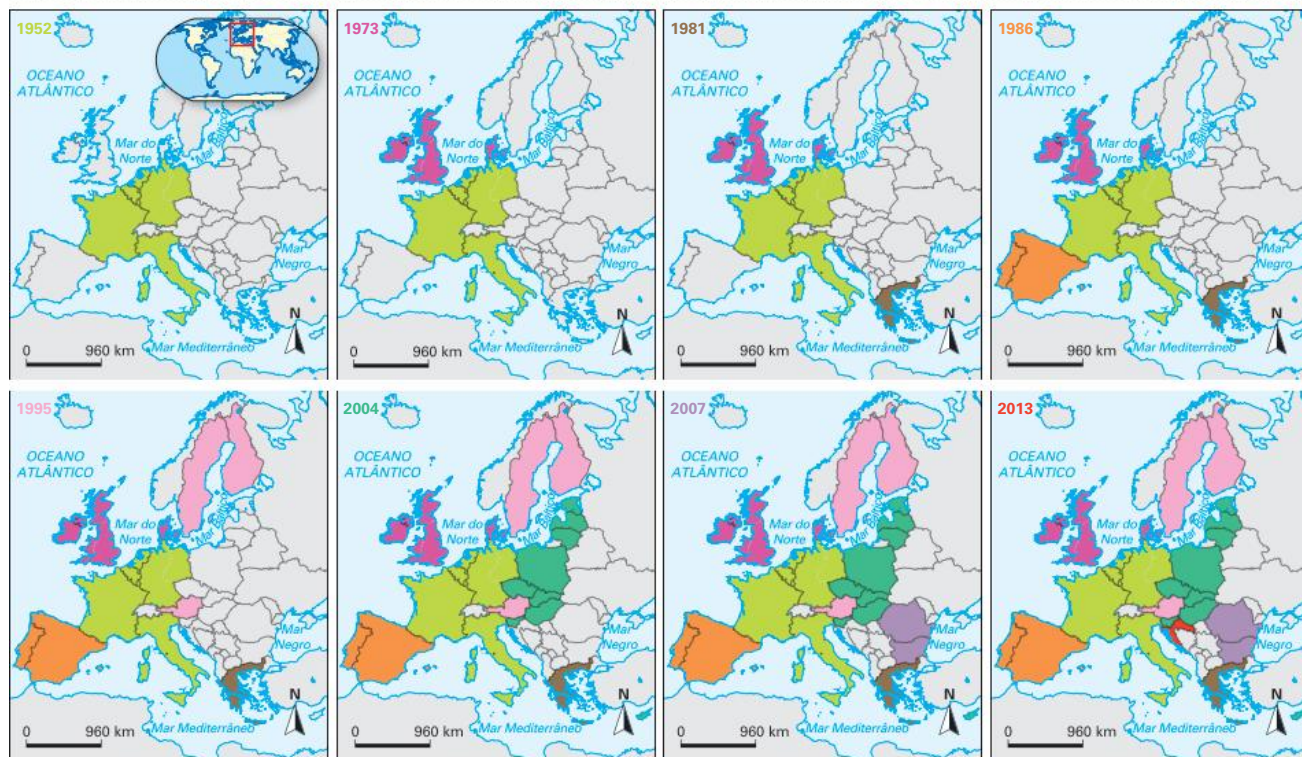 1952
OCEANO
ATLÂNTICO
Mar do
Norte
Mar Báltico
Mar
Negro
N
0 960 km
Mar Mediterrâneo
1973
OCEANO
ATLÂNTICO
Mar do
Norte
Mar Báltico
Mar
Negro
N
0 960 km
Mar Mediterrâneo
1981
OCEANO
ATLÂNTICO
Mar do
Norte
Mar Báltico
Mar
Negro
N
0 960 km
Mar Mediterrâneo
1986
OCEANO
ATLÂNTICO
Mar do
Norte
Mar Báltico
Mar
Negro
N
0 960 km
Mar Mediterrâneo
1995
OCEANO
ATLÂNTICO
Mar do
Norte
Mar Báltico
Mar
Negro
N
0 960 km
Mar Mediterrâneo
2004
OCEANO
ATLÂNTICO
Mar do
Norte
Mar Báltico
Mar
Negro
N
0 960 km
Mar Mediterrâneo
2007
OCEANO
ATLÂNTICO
Mar do
Norte
Mar Báltico
Mar
Negro
N
0 960 km
Mar Mediterrâneo
2013
OCEANO
ATLÂNTICO
Mar do
Norte
Mar Báltico
Mar
Negro
N
0 960 km
Mar Mediterrâneo